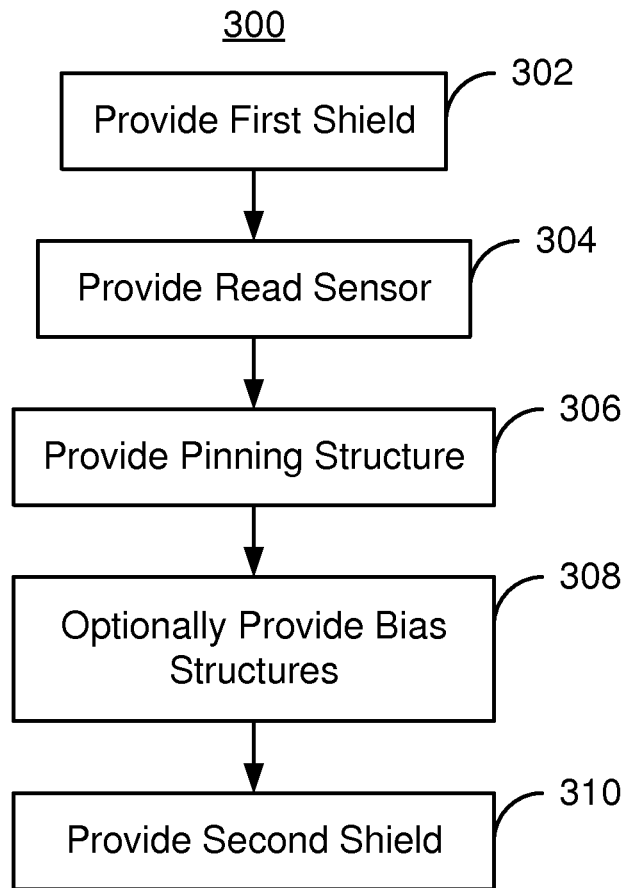 300
302
Provide First Shield
304
Provide Read Sensor
306
Provide Pinning Structure
308
Optionally Provide Bias
Structures
310
Provide Second Shield